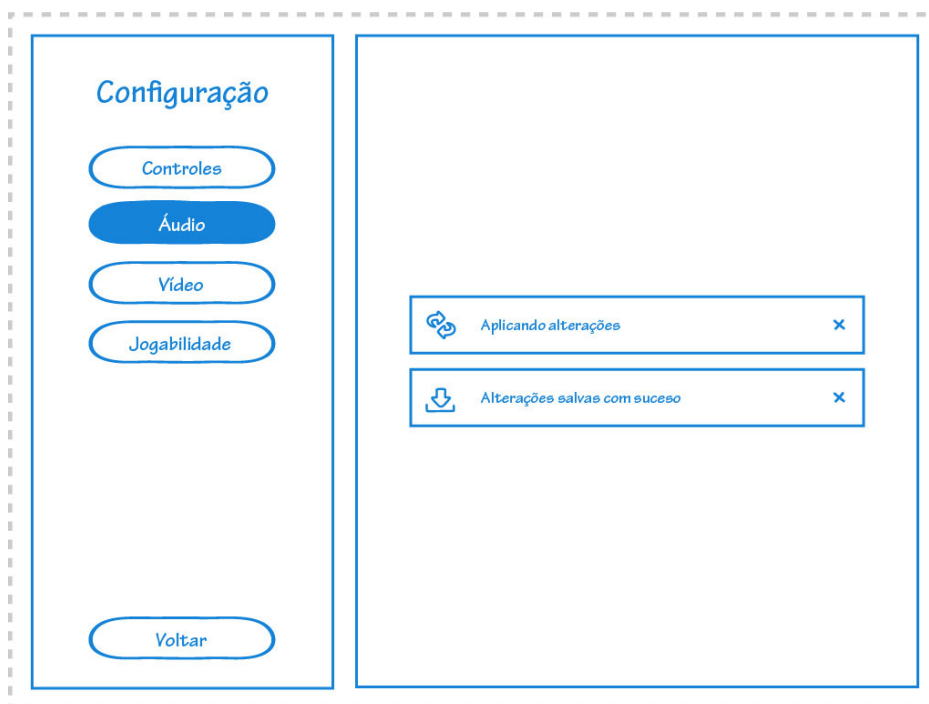 Configuração
Controles
Áudio
Vídeo
Jogabilidade
Voltar
Aplicando alterações
Alterações salvas com suceso